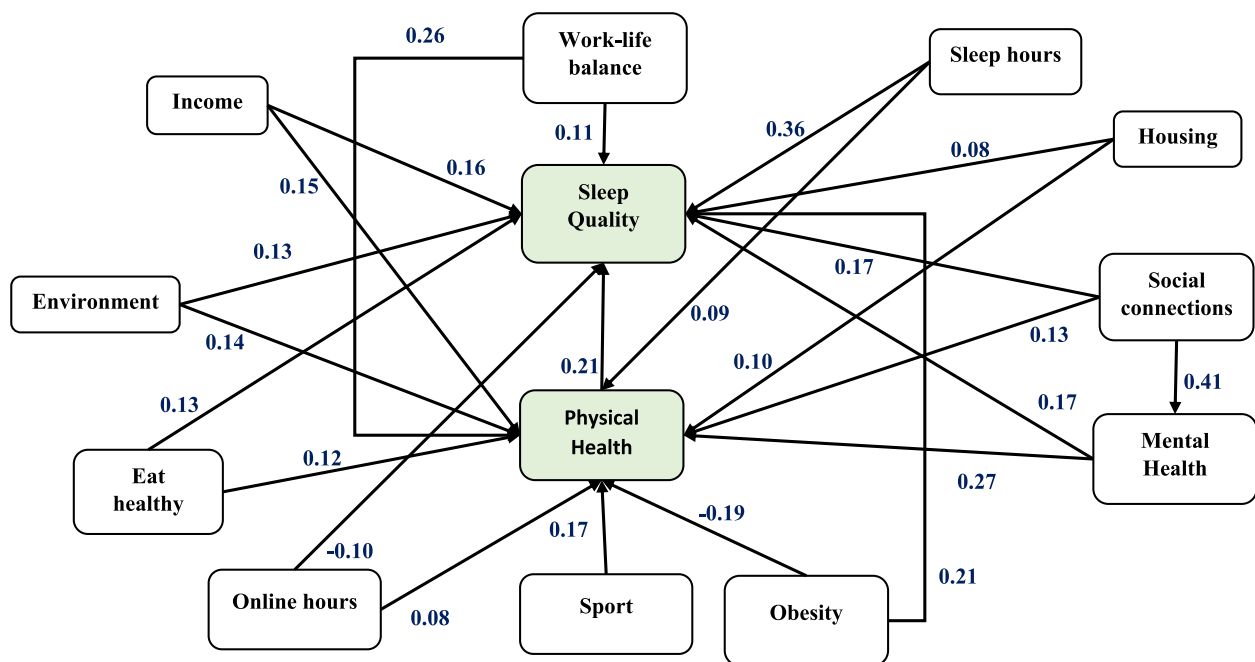 0.26
Work-life
balance
Sleep hours
Income
Housing
0.11
0.36
0.08
0.16
0.15
Sleep
Quality
0.13
0.17
Environment
Social
connections
0.14
0.09
0.13
0.10
0.21
0.41
0.13
0.17
Physical
Health
Mental
Health
0.12
Eat
healthy
0.27
-0.19
0.17
-0.10
0.21
Online hours
0.08
Sport
Obesity